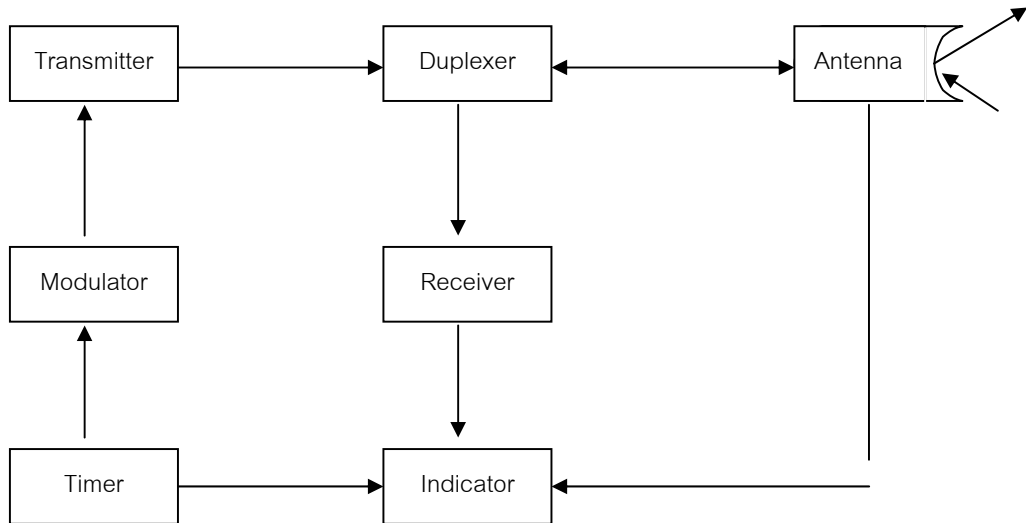 Transmitter
Duplexer
Antenna
Modulator
Receiver
Timer
Indicator